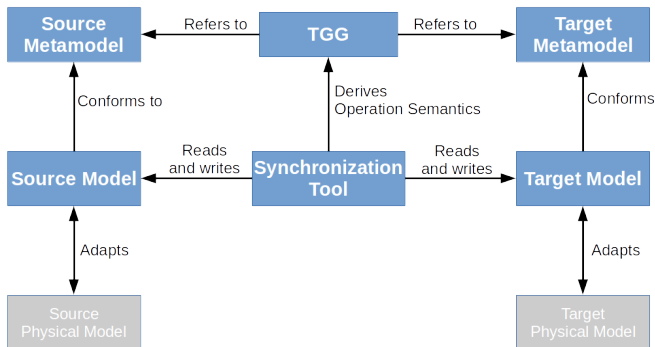 Source
Metamodel
Refers to
TGG
Refers to
Target
Metamodel
Conforms to
Derives
Operation Semantics
Conforms
Source Model
Reads
and writes
Synchronization
Tool
Reads
and writes
Target Model
Adapts
Adapts
Source
Physical Model
Target
Physical Model